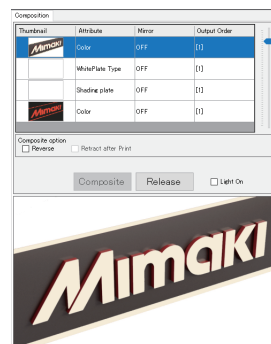 Composition
Thumbnail Attribute Mirror Output Order
Mimaki Color OFF [1]
WhitePlate Type OFF [1]
Shading plate OFF [1]
Mimaki Color OFF [1]
Composite option
Reverse Retract after Print
Composite Release Light On
Mimaki